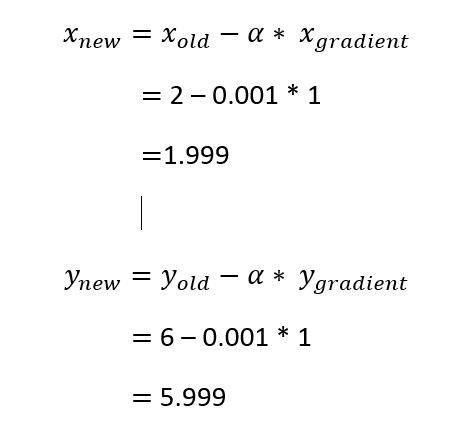 x_new = x_old − α * x_gradient
= 2 – 0.001 * 1
=1.999
y_new = y_old − α * y_gradient
= 6 – 0.001 * 1
= 5.999